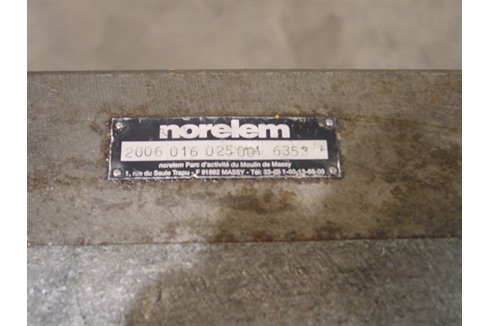 norelem
2006 016 025 6353
norelem Parc d'activité du Moulin de Massy
1, rue du Saule Trapu - F 91882 MASSY - Tél: 33-(0)1-60-13-68-00